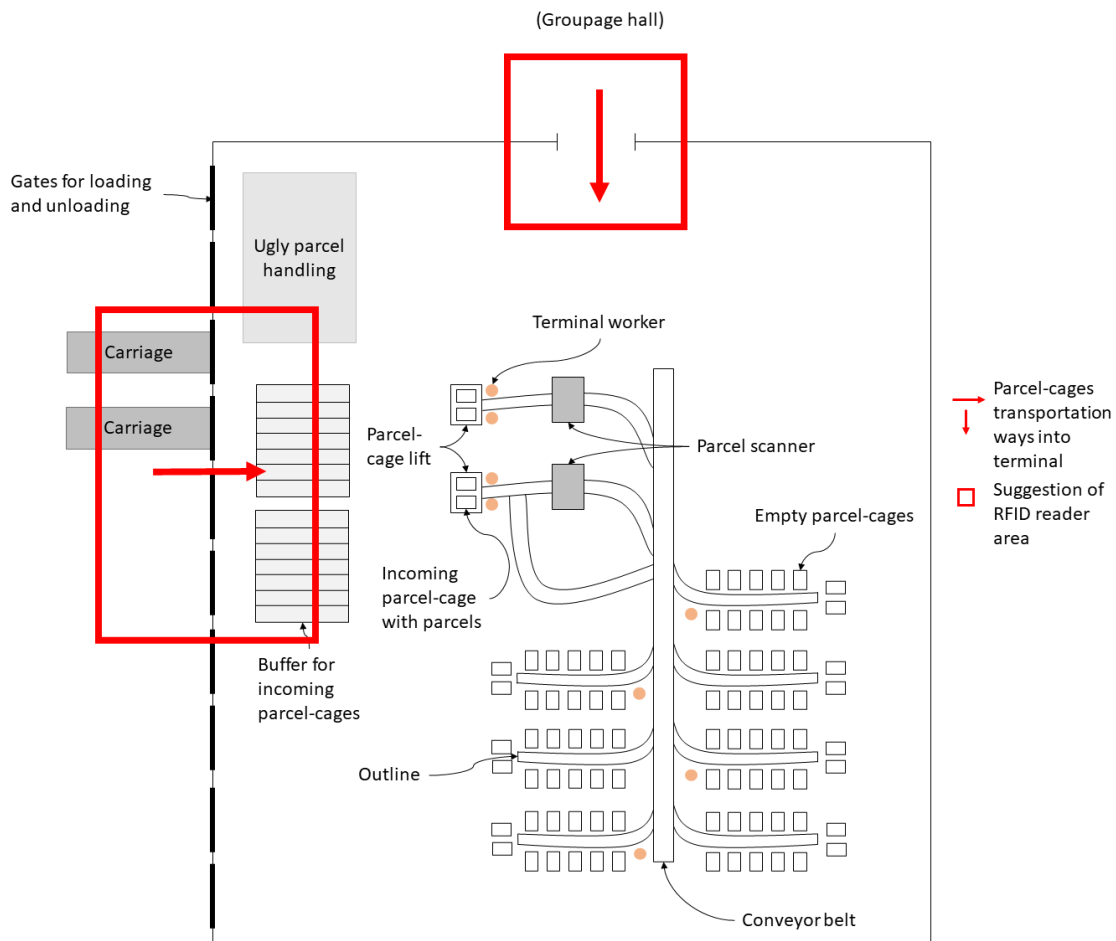 (Groupage hall)
Gates for loading
and unloading
Ugly parcel
handling
Carriage
Carriage
Terminal worker
Parcel-
cage lift
Parcel scanner
Parcel-cages
transportation
ways into
terminal
Suggestion of
RFID reader
area
Empty parcel-cages
Incoming
parcel-cage
with parcels
Buffer for
incoming
parcel-cages
Outline
Conveyor belt